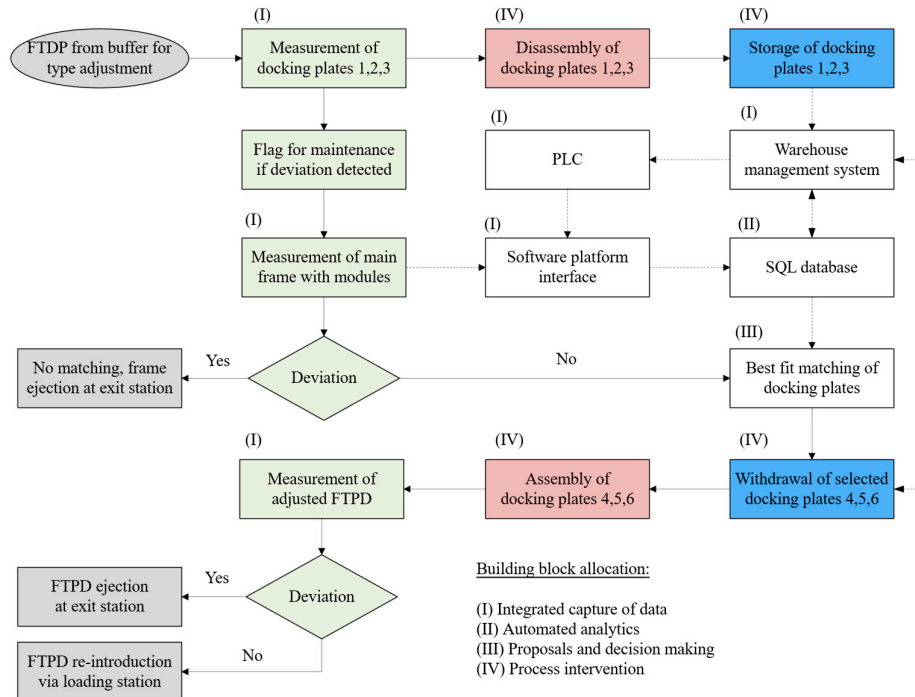 (I)
(IV)
(IV)
FTDP from buffer for
type adjustment
Measurement of
docking plates 1,2,3
Disassembly of
docking plates 1,2,3
Storage of docking
plates 1,2,3
(I)
(I)
Flag for maintenance
if deviation detected
PLC
Warehouse
management system
(I)
(I)
(II)
Measurement of main
frame with modules
Software platform
interface
SQL database
(III)
No matching, frame
ejection at exit station
Yes
Deviation
No
Best fit matching of
docking plates
(I)
(IV)
(IV)
Measurement of
adjusted FTPD
Assembly of
docking plates 4,5,6
Withdrawal of selected
docking plates 4,5,6
FTPD ejection
at exit station
Yes
Deviation
FTPD re-introduction
via loading station
No
Building block allocation:
(I) Integrated capture of data
(II) Automated analytics
(III) Proposals and decision making
(IV) Process intervention